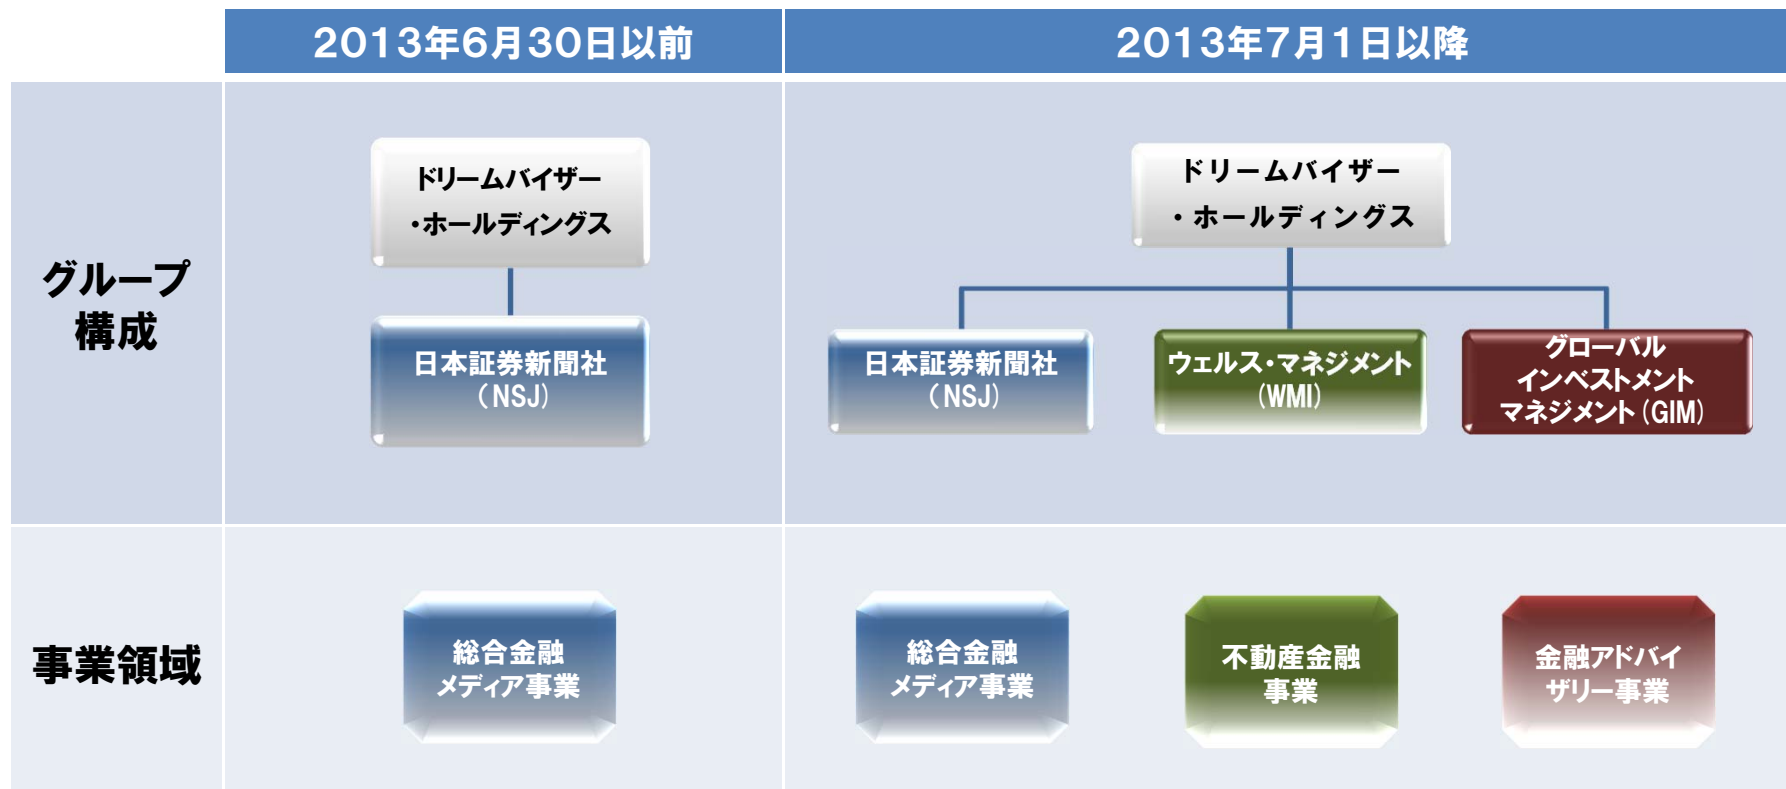 ２０１３年６月３０日以前
２０１３年７月１日以降
グループ
構成
ドリームバイザー
・ホールディングス
日本証券新聞社
（NSJ）
ドリームバイザー
・ホールディングス
日本証券新聞社
（NSJ）
ウェルス・マネジメント
(WMI)
グローバル
インベストメント
マネジメント(GIM)
事業領域
総合金融
メディア事業
総合金融
メディア事業
不動産金融
事業
金融アドバイ
ザリー事業